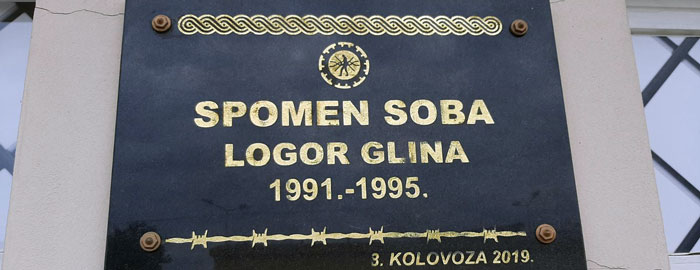 SPOMEN SOBA
LOGOR GLINA
1991.-1995.
3. KOLOVOZA 2019.